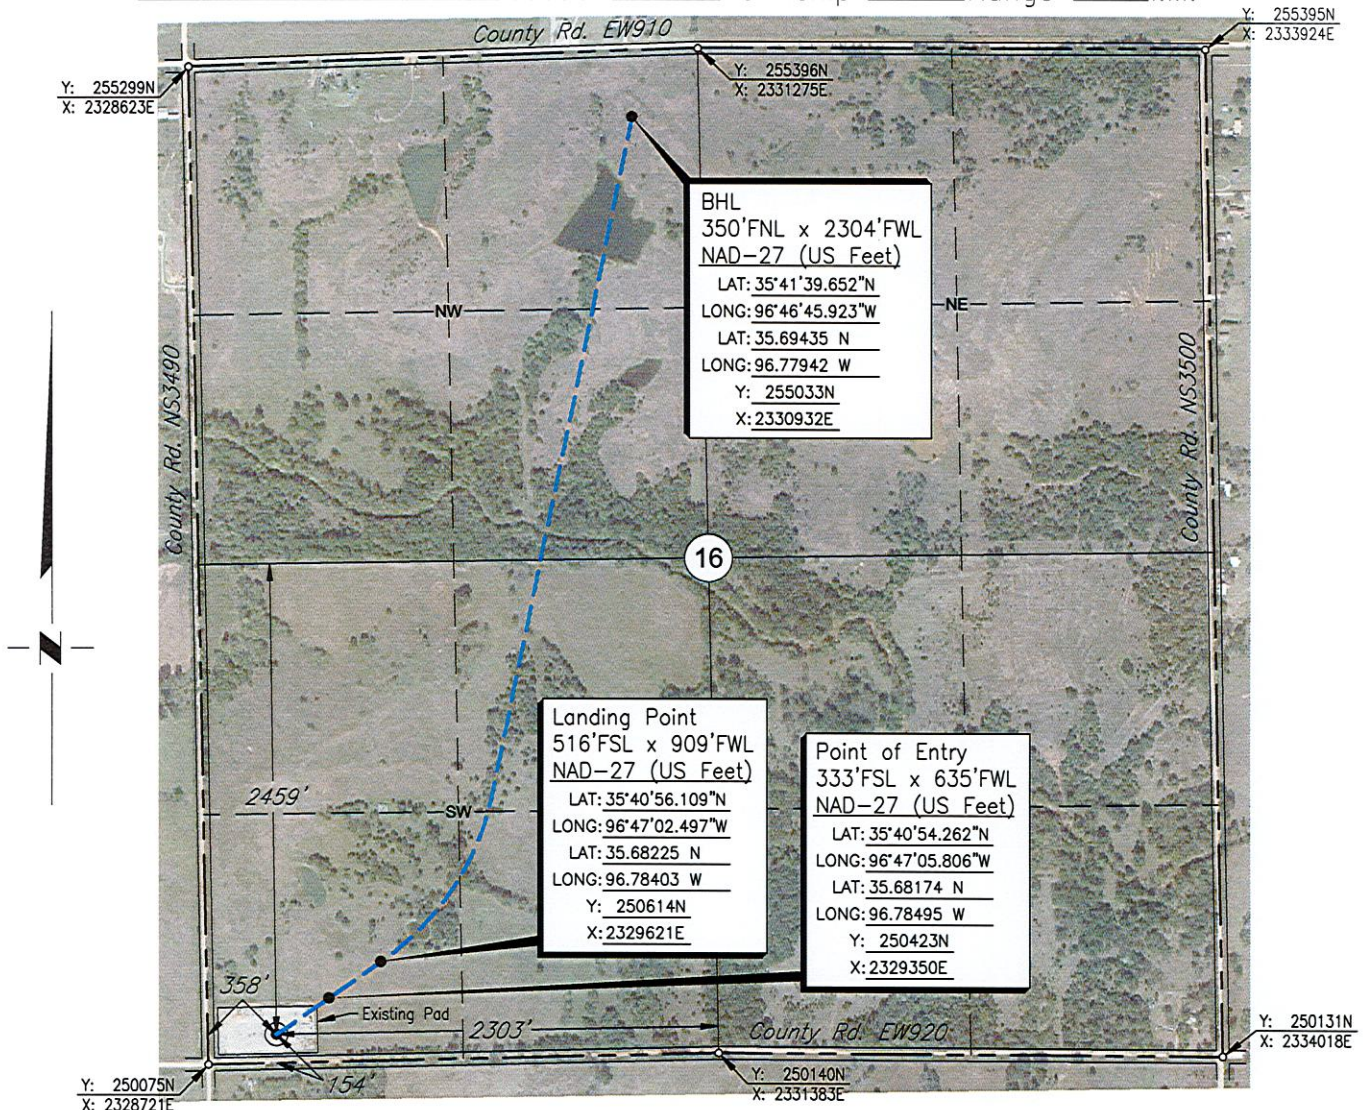 County Rd. EW910
Y: 255395N
X: 2333924E
Y: 255299N
X: 2328623E
Y: 255396N
X: 2331275E
BHL
350'FNL x 2304'FWL
NAD-27 (US Feet)
LAT: 35°41'39.652"N
LONG: 96°46'45.923"W
LAT: 35.69435 N
LONG: 96.77942 W
Y: 255033N
X: 2330932E
NW
NE
County Rd. NS3490
County Rd. NS3500
16
N
2459'
SW
Landing Point
516'FSL x 909'FWL
NAD-27 (US Feet)
LAT: 35°40'56.109"N
LONG: 96°47'02.497"W
LAT: 35.68225 N
LONG: 96.78403 W
Y: 250614N
X: 2329621E
Point of Entry
333'FSL x 635'FWL
NAD-27 (US Feet)
LAT: 35°40'54.262"N
LONG: 96°47'05.806"W
LAT: 35.68174 N
LONG: 96.78495 W
Y: 250423N
X: 2329350E
358'
Existing Pad
2303'
County Rd. EW920
Y: 250131N
X: 2334018E
154'
Y: 250075N
X: 2328721E
Y: 250140N
X: 2331383E